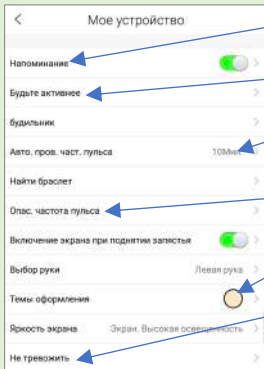 Мое устройство
Напоминание
Будьте активнее
будильник
Авто. пров. част. пульса 10Мин.
Найти браслет
Опас. частота пульса
Включение экрана при поднятии запястья
Выбор руки Левая рука
Темы оформления
Яркость экрана Экран. Высокая освещенность
Не тревожить